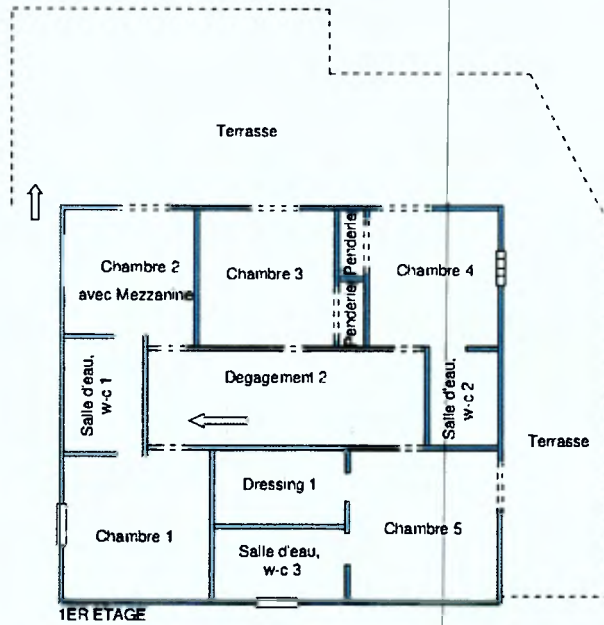 Terrasse
Chambre 2
avec Mezzanine
Chambre 3
Penderie
Penderie
Chambre 4
Salle d'eau,
w-c 1
Degagement 2
Salle d'eau,
w-c 2
Terrasse
Dressing 1
Chambre 1
Salle d'eau,
w-c 3
Chambre 5
1ER ETAGE